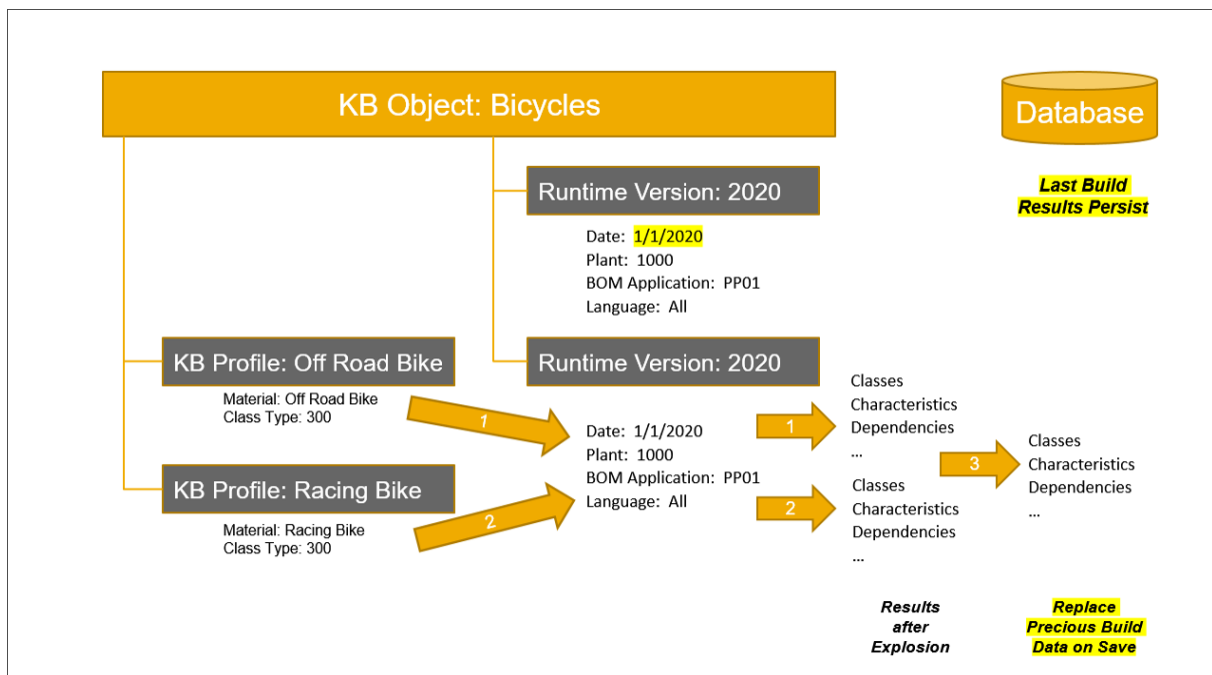 KB Object: Bicycles
Database
Runtime Version: 2020
Last Build
Results Persist
Date: 1/1/2020
Plant: 1000
BOM Application: PP01
Language: All
KB Profile: Off Road Bike
Runtime Version: 2020
Material: Off Road Bike
Class Type: 300
1
Date: 1/1/2020
Plant: 1000
BOM Application: PP01
Language: All
1
Classes
Characteristics
Dependencies
...
3
Classes
Characteristics
Dependencies
...
KB Profile: Racing Bike
Material: Racing Bike
Class Type: 300
2
2
Classes
Characteristics
Dependencies
...
Results
after
Explosion
Replace
Precious Build
Data on Save